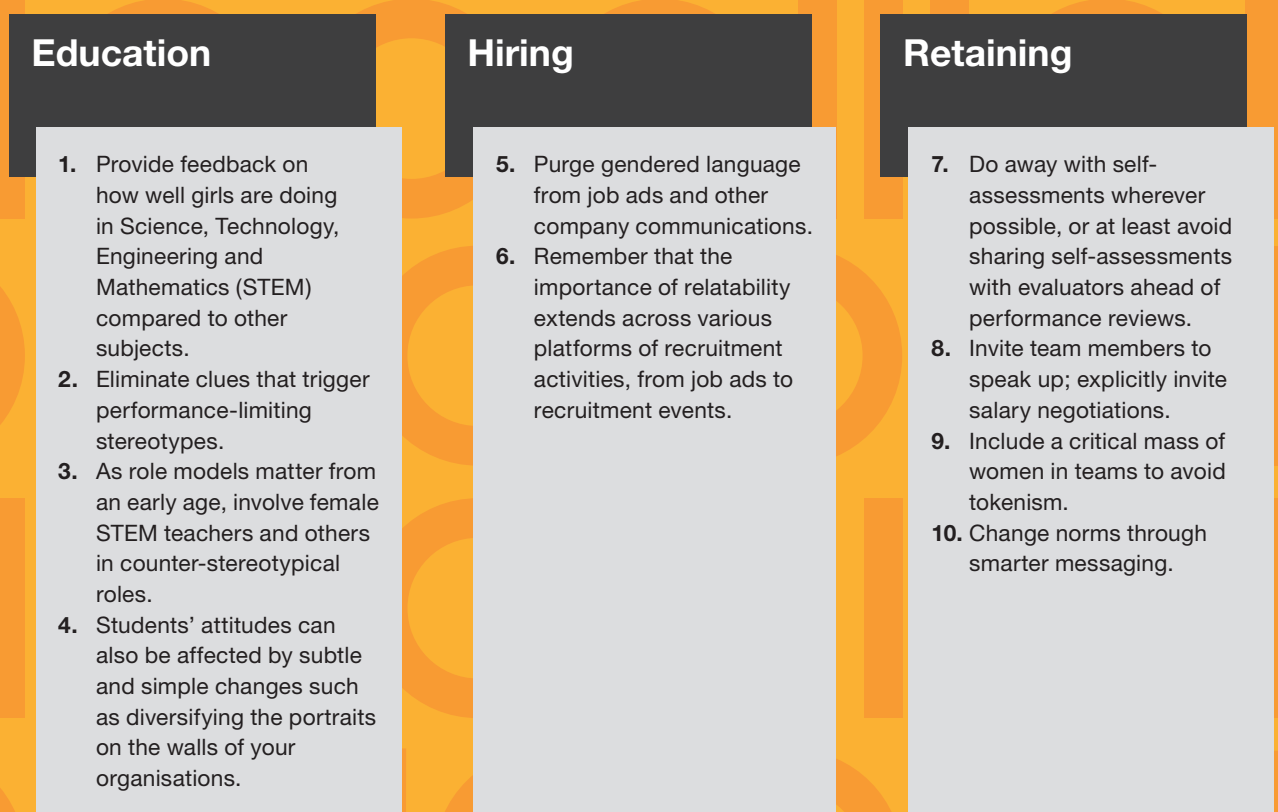 Education
1. Provide feedback on
how well girls are doing
in Science, Technology,
Engineering and
Mathematics (STEM)
compared to other
subjects.
2. Eliminate clues that trigger
performance-limiting
stereotypes.
3. As role models matter from
an early age, involve female
STEM teachers and others
in counter-stereotypical
roles.
4. Students’ attitudes can
also be affected by subtle
and simple changes such
as diversifying the portraits
on the walls of your
organisations.
Hiring
5. Purge gendered language
from job ads and other
company communications.
6. Remember that the
importance of relatability
extends across various
platforms of recruitment
activities, from job ads to
recruitment events.
Retaining
7. Do away with self-
assessments wherever
possible, or at least avoid
sharing self-assessments
with evaluators ahead of
performance reviews.
8. Invite team members to
speak up; explicitly invite
salary negotiations.
9. Include a critical mass of
women in teams to avoid
tokenism.
10. Change norms through
smarter messaging.